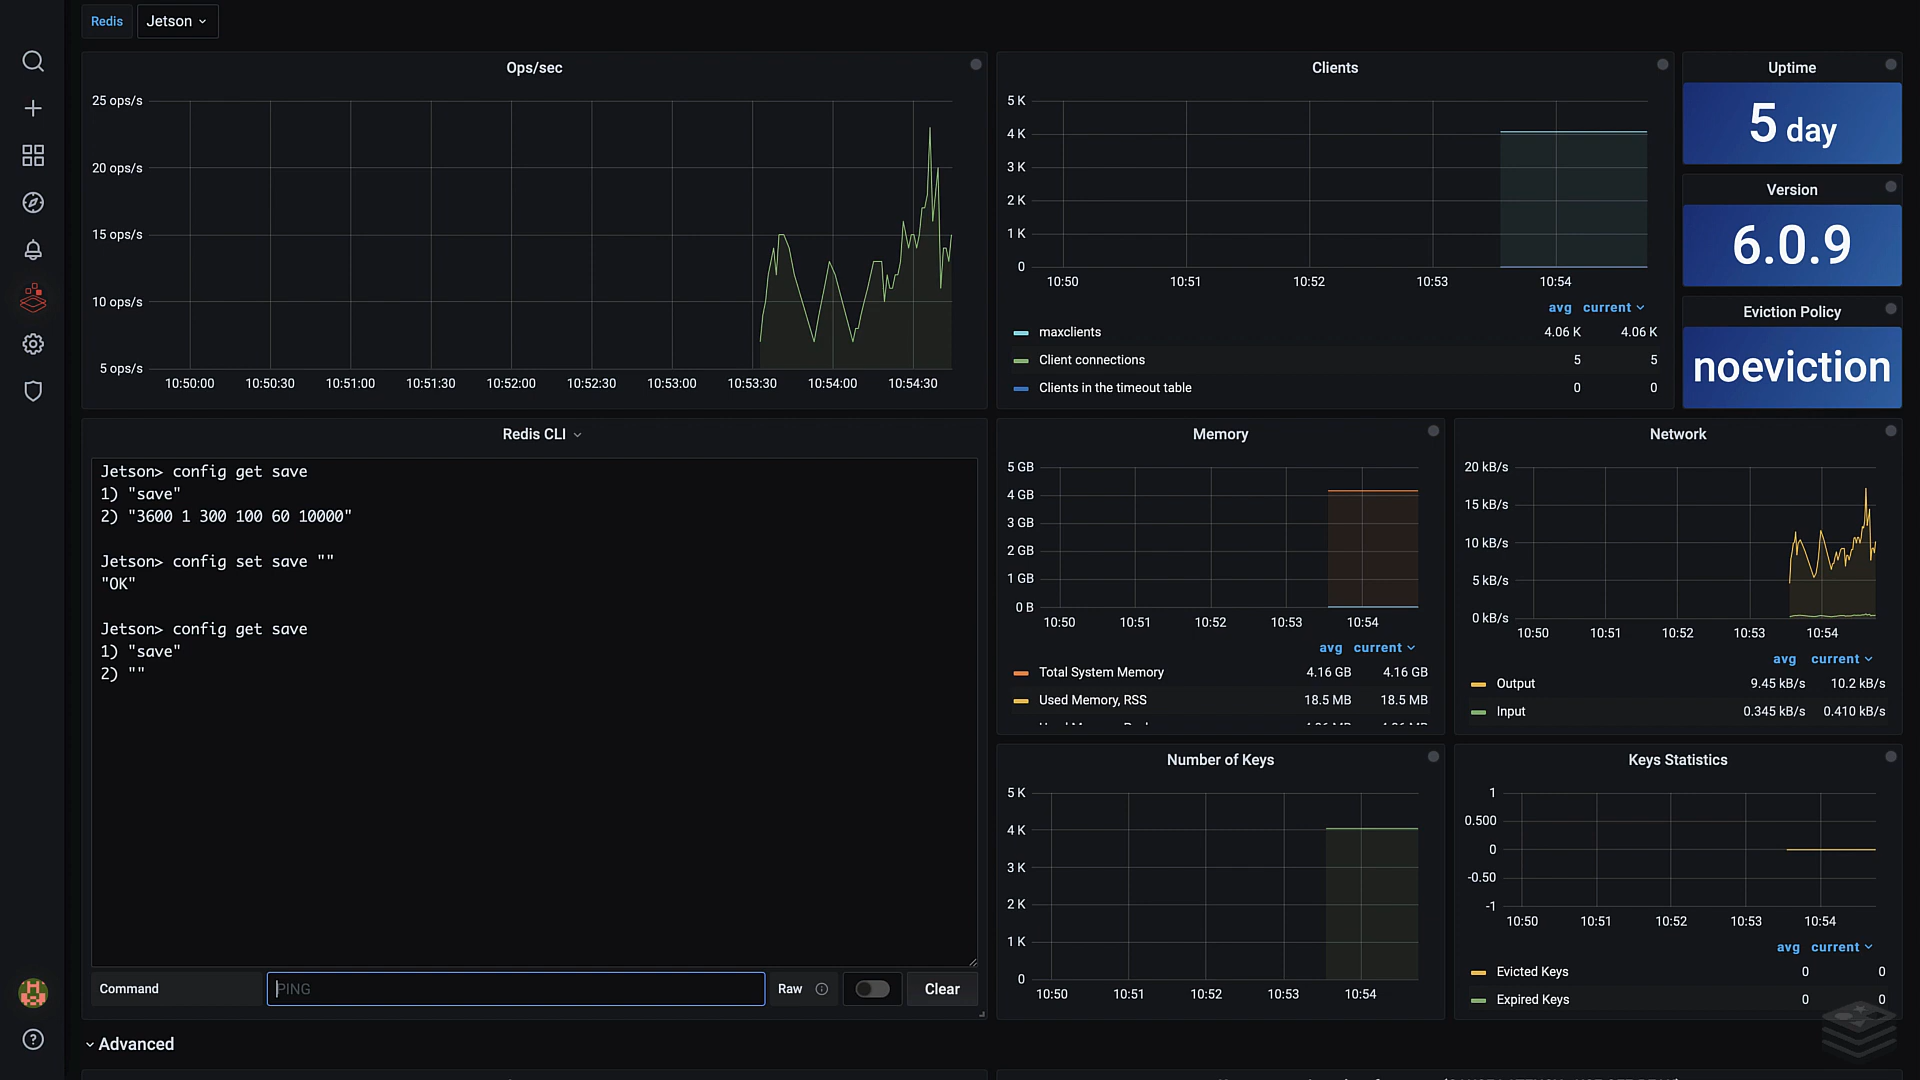 Redis
Jetson
Ops/sec
25 ops/s
20 ops/s
15 ops/s
10 ops/s
5 ops/s
10:50:00 10:50:30 10:51:00 10:51:30 10:52:00 10:52:30 10:53:00 10:53:30 10:54:00 10:54:30
Clients
5 K
4 K
3 K
2 K
1 K
0
10:50 10:51 10:52 10:53 10:54
avg current
maxclients 4.06 K 4.06 K
Client connections 5 5
Clients in the timeout table 0 0
Uptime
5 day
Version
6.0.9
Eviction Policy
noeviction
Redis CLI
Jetson> config get save
1) "save"
2) "3600 1 300 100 60 10000"
Jetson> config set save ""
"OK"
Jetson> config get save
1) "save"
2) ""
Command PING Raw Clear
Memory
5 GB
4 GB
3 GB
2 GB
1 GB
0 B
10:50 10:51 10:52 10:53 10:54
avg current
Total System Memory 4.16 GB 4.16 GB
Used Memory, RSS 18.5 MB 18.5 MB
Network
20 kB/s
15 kB/s
10 kB/s
5 kB/s
0 kB/s
10:50 10:51 10:52 10:53 10:54
avg current
Output 9.45 kB/s 10.2 kB/s
Input 0.345 kB/s 0.410 kB/s
Number of Keys
5 K
4 K
3 K
2 K
1 K
0
10:50 10:51 10:52 10:53 10:54
Keys Statistics
1
0.500
0
-0.50
-1
10:50 10:51 10:52 10:53 10:54
avg current
Evicted Keys 0 0
Expired Keys 0 0
Advanced